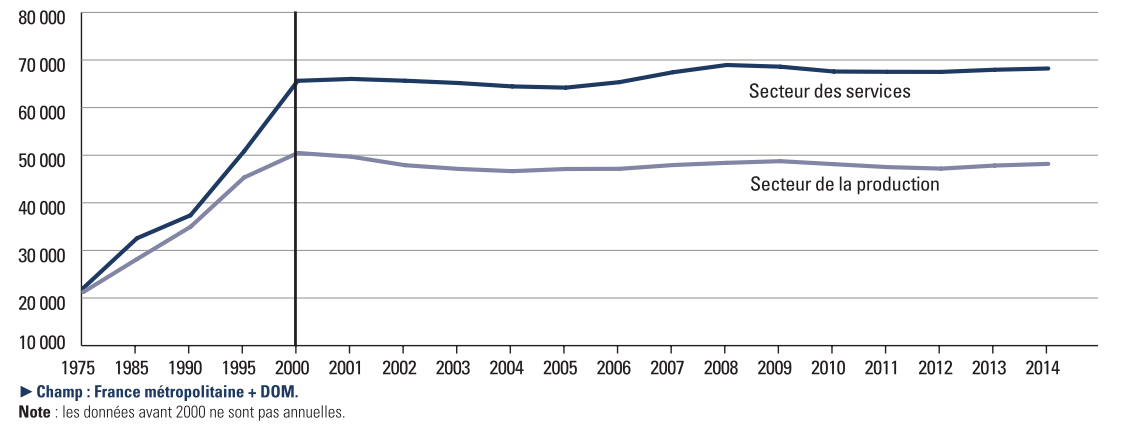 80 000
70 000
60 000
50 000
40 000
30 000
20 000
10 000
Secteur des services
Secteur de la production
1975 1985 1990 1995 2000 2001 2002 2003 2004 2005 2006 2007 2008 2009 2010 2011 2012 2013 2014
► Champ : France métropolitaine + DOM.
Note : les données avant 2000 ne sont pas annuelles.